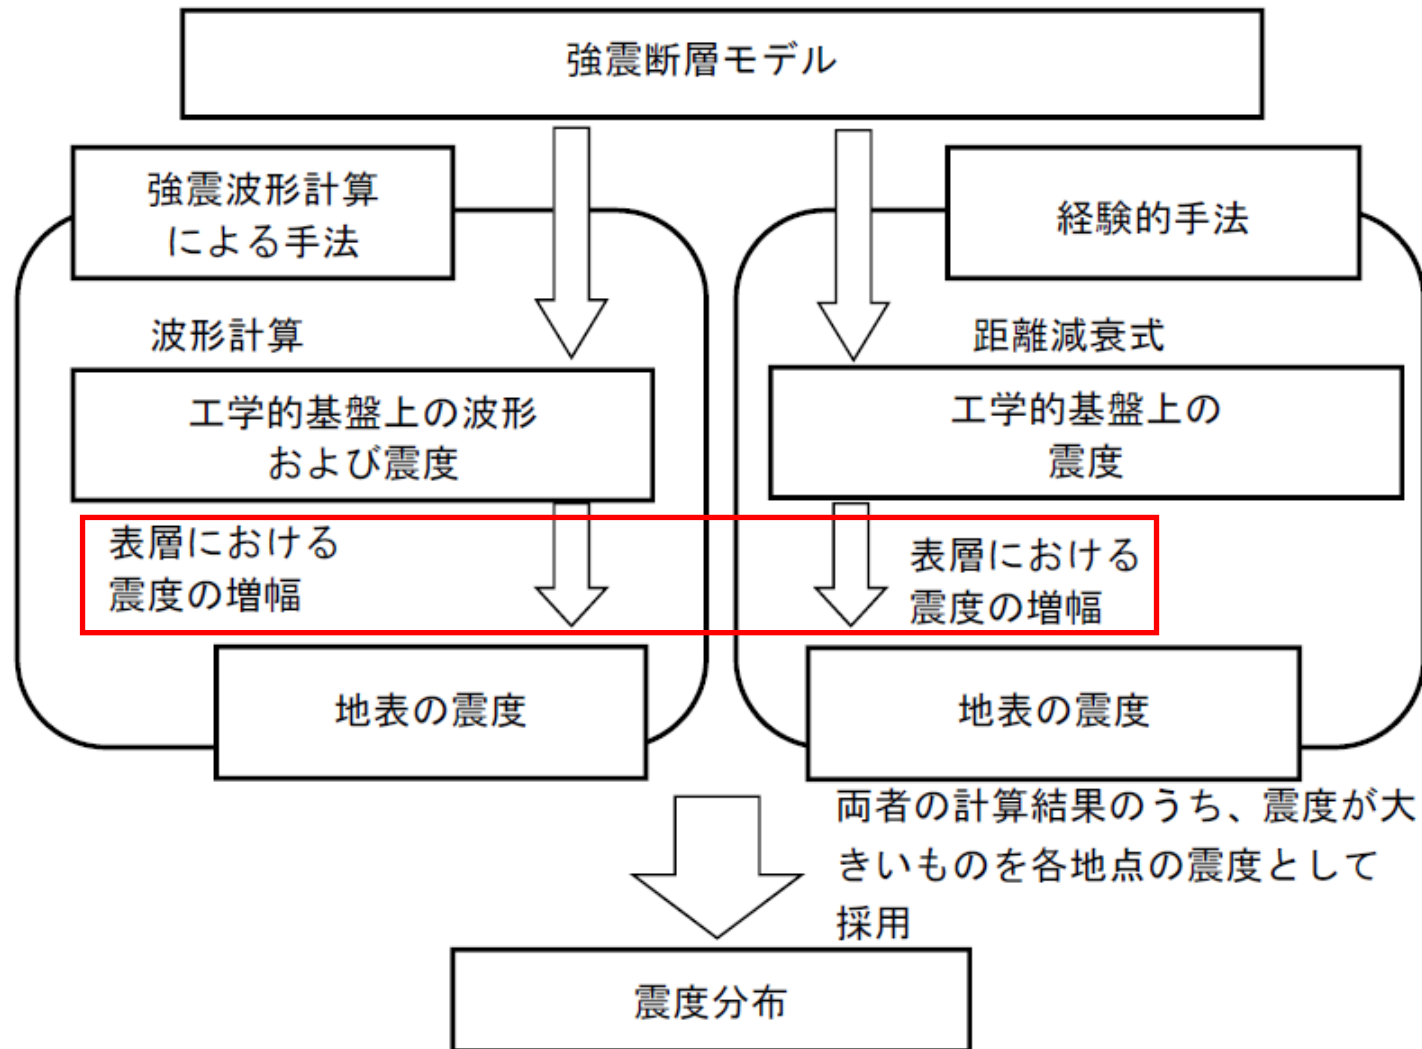 強震断層モデル
強震波形計算
による手法
波形計算
工学的基盤上の波形
および震度
表層における
震度の増幅
地表の震度
経験的手法
距離減衰式
工学的基盤上の
震度
表層における
震度の増幅
地表の震度
両者の計算結果のうち、震度が大
きいものを各地点の震度として
採用
震度分布